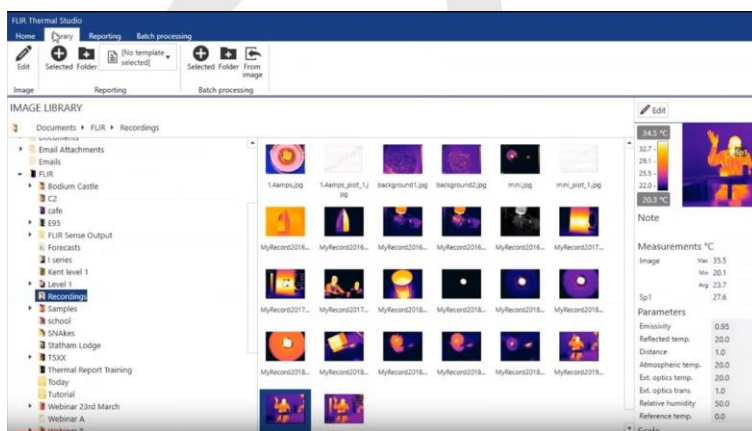 FLIR Thermal Studio
Home Library Reporting Batch processing
Edit
Selected Folder
[No template selected]
Selected Folder From image
Image Reporting Batch processing
IMAGE LIBRARY
Documents FLIR Recordings
Documents
Email Attachments
Emails
FLIR
Bodium Castle
C2
cafe
E95
FLIR Sense Output
Forecasts
I series
Kent level 1
Level 1
Recordings
Samples
school
SNAkes
Statham Lodge
T5XX
Thermal Report Training
Today
Tutorial
Webinar 23rd March
Webinar A
1.4amps.jpg 1.4amps_plot_1.jpg background1.jpg background2.jpg mini.jpg mini_plot_1.jpg
MyRecord2016... MyRecord2016... MyRecord2016... MyRecord2016... MyRecord2016... MyRecord2017...
MyRecord2017... MyRecord2017... MyRecord2018... MyRecord2018... MyRecord2018... MyRecord2018...
MyRecord2018... MyRecord2018... MyRecord2018... MyRecord2018... MyRecord2018... MyRecord2019...
Edit
34.5 °C
32.7
29.1
25.5
22.0
20.3 °C
Note
Measurements °C
Image Max 35.5
Min 20.1
Avg 23.7
Sp1 27.6
Parameters
Emissivity 0.95
Reflected temp. 20.0
Distance 1.0
Atmospheric temp. 20.0
Ext. optics temp. 20.0
Ext. optics trans. 1.0
Relative humidity 50.0
Reference temp. 0.0
Scale